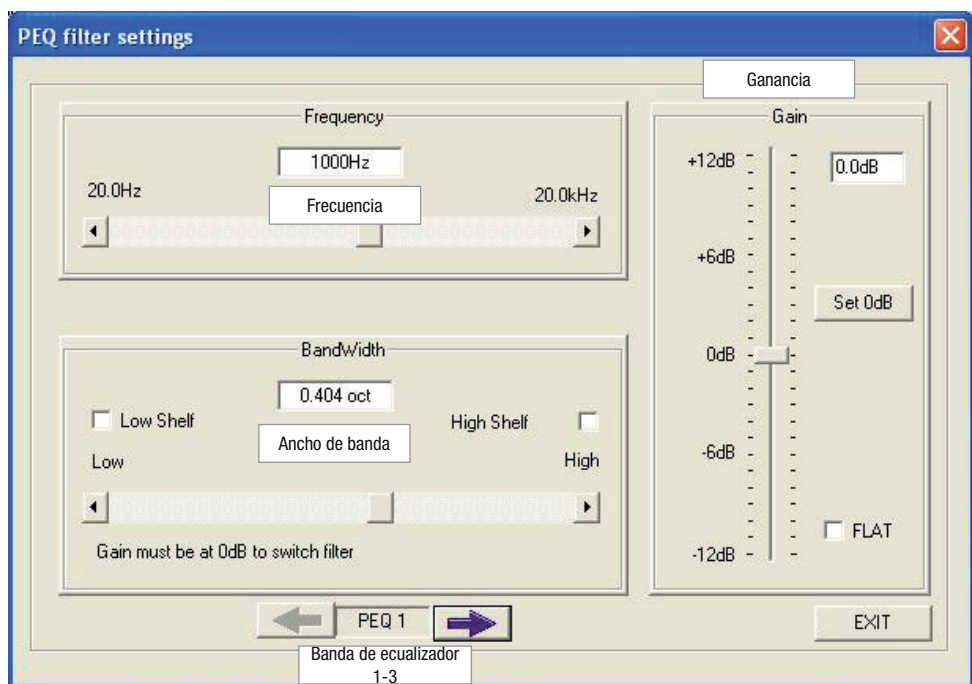 PEQ filter settings
Ganancia
Frequency
1000Hz
20.0Hz
20.0kHz
Frecuencia
BandWidth
0.404 oct
Low Shelf
High Shelf
Ancho de banda
Low
High
Gain must be at 0dB to switch filter
Gain
+12dB
0.0dB
+6dB
Set 0dB
0dB
-6dB
FLAT
-12dB
PEQ 1
EXIT
Banda de ecualizador
1-3